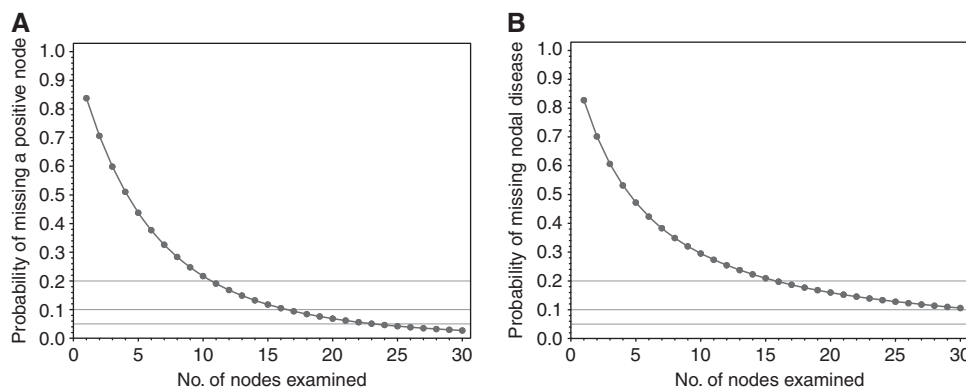 A
Probability of missing a positive node
1.0
0.9
0.8
0.7
0.6
0.5
0.4
0.3
0.2
0.1
0.0
0 5 10 15 20 25 30
No. of nodes examined
B
Probability of missing nodal disease
1.0
0.9
0.8
0.7
0.6
0.5
0.4
0.3
0.2
0.1
0.0
0 5 10 15 20 25 30
No. of nodes examined